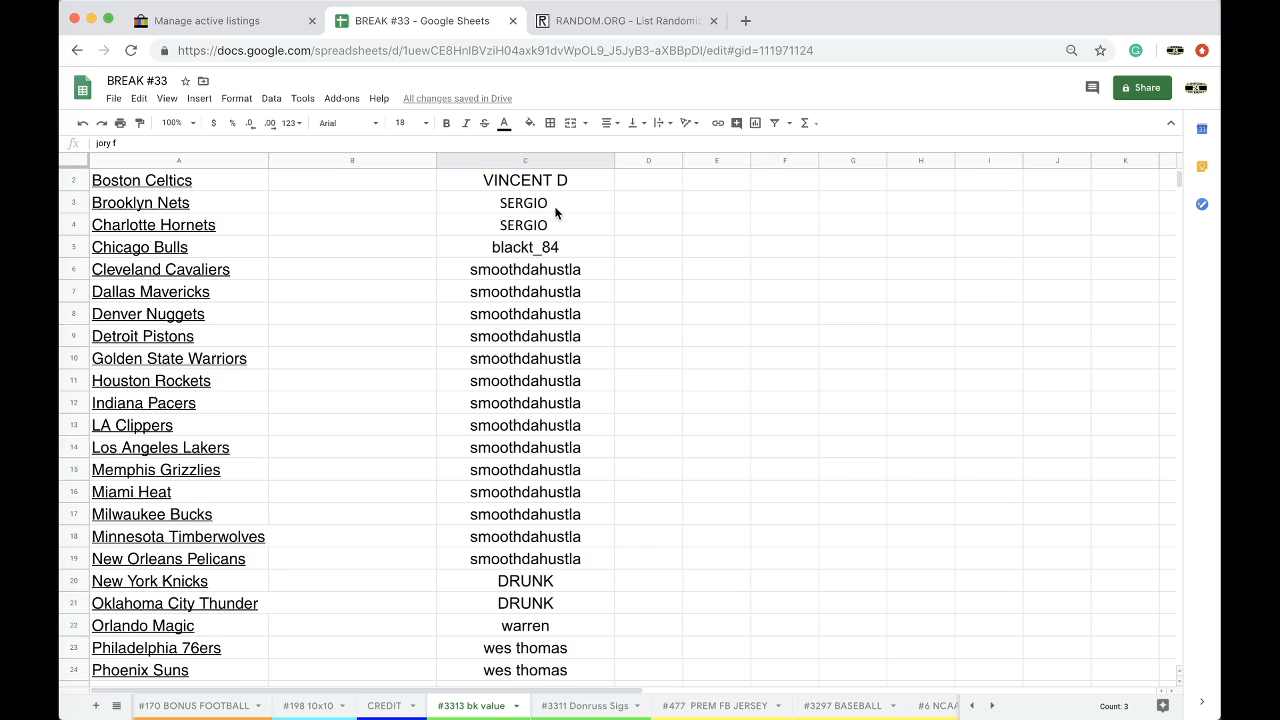 Manage active listings
BREAK #33 - Google Sheets
RANDOM.ORG - List Randomiz
https://docs.google.com/spreadsheets/d/1uewCE8HnIBVziH04axk91dvWpOL9_J5JyB3-aXBBpDI/edit#gid=111971124
BREAK #33
File Edit View Insert Format Data Tools Add-ons Help All changes saved in Drive
Share
100% $ % .0 .00 123 Arial 18 B I S A
fx jory f
A B C D E F G H I J K
2 Boston Celtics VINCENT D
3 Brooklyn Nets SERGIO
4 Charlotte Hornets SERGIO
5 Chicago Bulls blackt_84
6 Cleveland Cavaliers smoothdahustla
7 Dallas Mavericks smoothdahustla
8 Denver Nuggets smoothdahustla
9 Detroit Pistons smoothdahustla
10 Golden State Warriors smoothdahustla
11 Houston Rockets smoothdahustla
12 Indiana Pacers smoothdahustla
13 LA Clippers smoothdahustla
14 Los Angeles Lakers smoothdahustla
15 Memphis Grizzlies smoothdahustla
16 Miami Heat smoothdahustla
17 Milwaukee Bucks smoothdahustla
18 Minnesota Timberwolves smoothdahustla
19 New Orleans Pelicans smoothdahustla
20 New York Knicks DRUNK
21 Oklahoma City Thunder DRUNK
22 Orlando Magic warren
23 Philadelphia 76ers wes thomas
24 Phoenix Suns wes thomas
#170 BONUS FOOTBALL #198 10x10 CREDIT #3313 bk value #3311 Donruss Sigs #477 PREM FB JERSEY #3297 BASEBALL #6 NCAA Count: 3